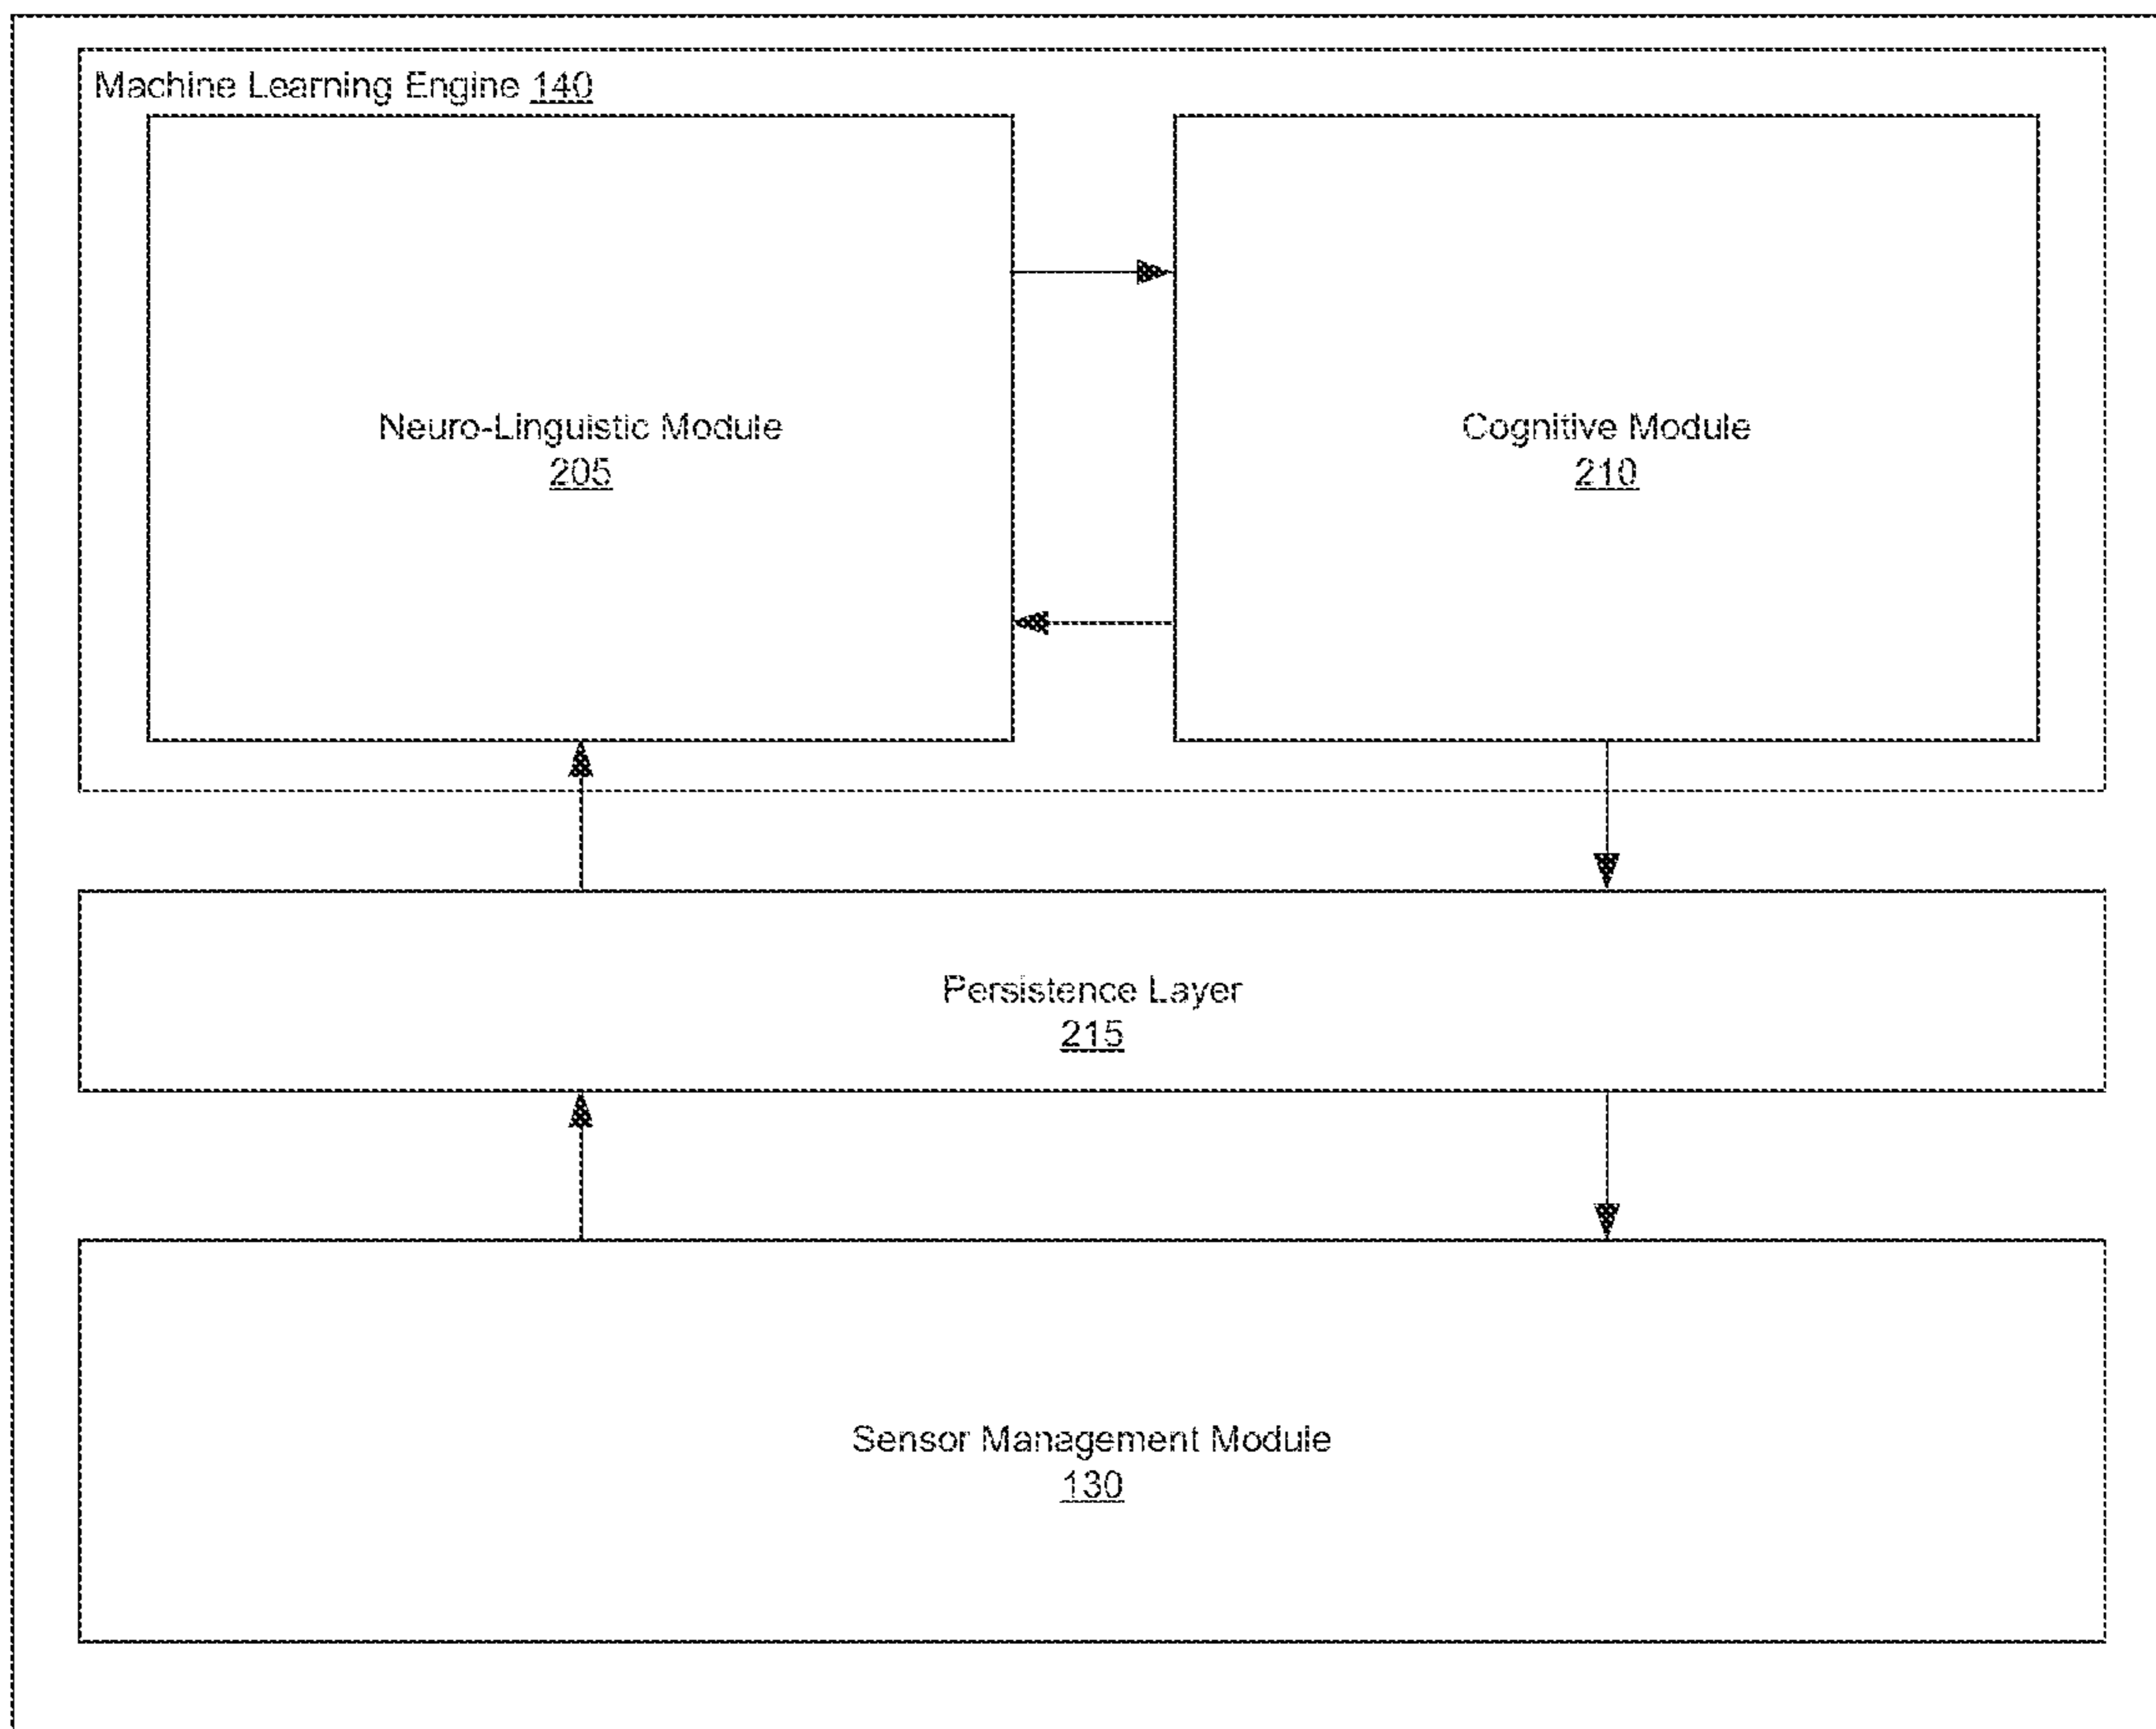 Machine Learning Engine 140
Neuro-Linguistic Module
205
Cognitive Module
210
Persistence Layer
215
Sensor Management Module
130